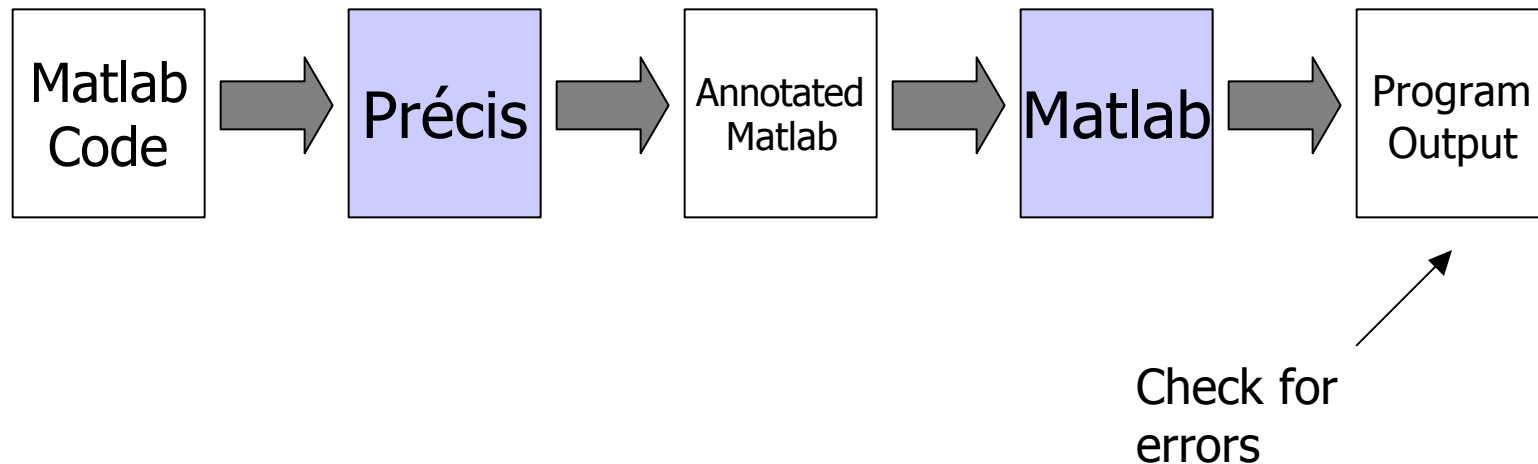 Matlab
Code
Précis
Annotated
Matlab
Matlab
Program
Output
Check for
errors